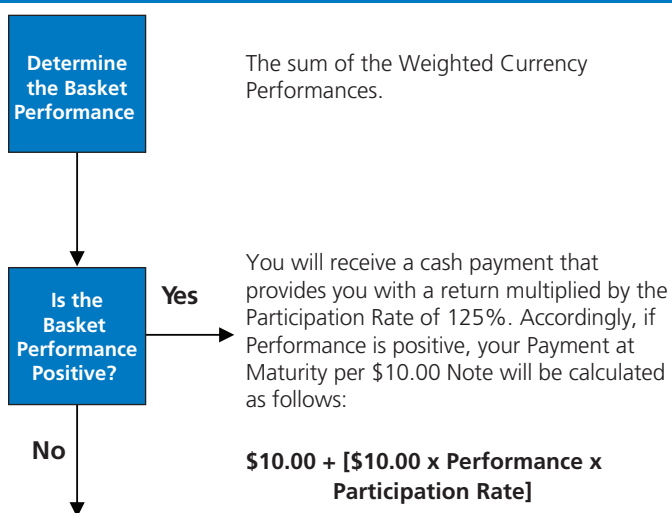 Determine
the Basket
Performance
The sum of the Weighted Currency
Performances.
Is the
Basket
Performance
Positive?
Yes
You will receive a cash payment that
provides you with a return multiplied by the
Participation Rate of 125%. Accordingly, if
Performance is positive, your Payment at
Maturity per $10.00 Note will be calculated
as follows:
$10.00 + [$10.00 x Performance x
Participation Rate]
No